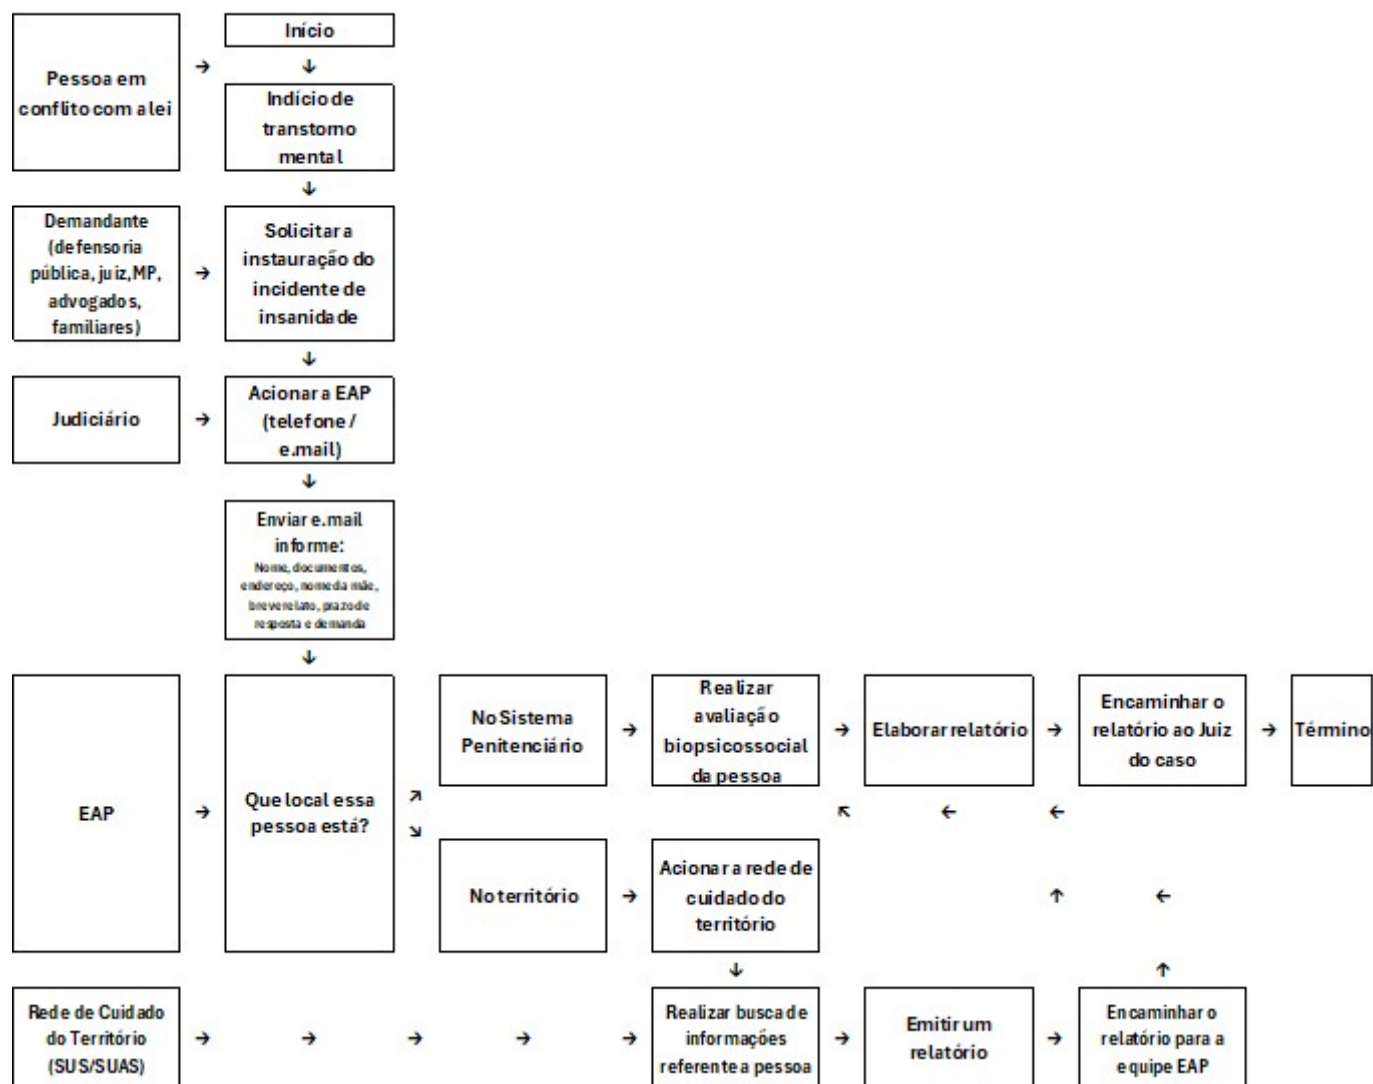 Início
Pessoa em
conflito com a lei
→
↓
Indício de
transtorno
mental
↓
Demandante
(defensoria
pública, juiz, MP,
advogados,
familiares)
→
Solicitar a
instauração do
incidente de
insanidade
↓
Judiciário
→
Acionar a EAP
(telefone /
e.mail)
↓
Enviar e.mail
informe:
Nome, documentos,
endereço, nome da mãe,
breve relato, prazo de
resposta e demanda
↓
EAP
→
Que local essa
pessoa está?
↗
↘
No Sistema
Penitenciário
→
Realizar
avaliação
biopsicossocial
da pessoa
→
Elaborar relatório
→
Encaminhar o
relatório ao Juiz
do caso
→
Término
↖ ← ←
No território
→
Acionar a rede de
cuidado do
território
↑ ←
↓ ↑
Rede de Cuidado
do Território
(SUS/SUAS)
→ → → → →
Realizar busca de
informações
referente a pessoa
→
Emitir um
relatório
→
Encaminhar o
relatório para a
equipe EAP